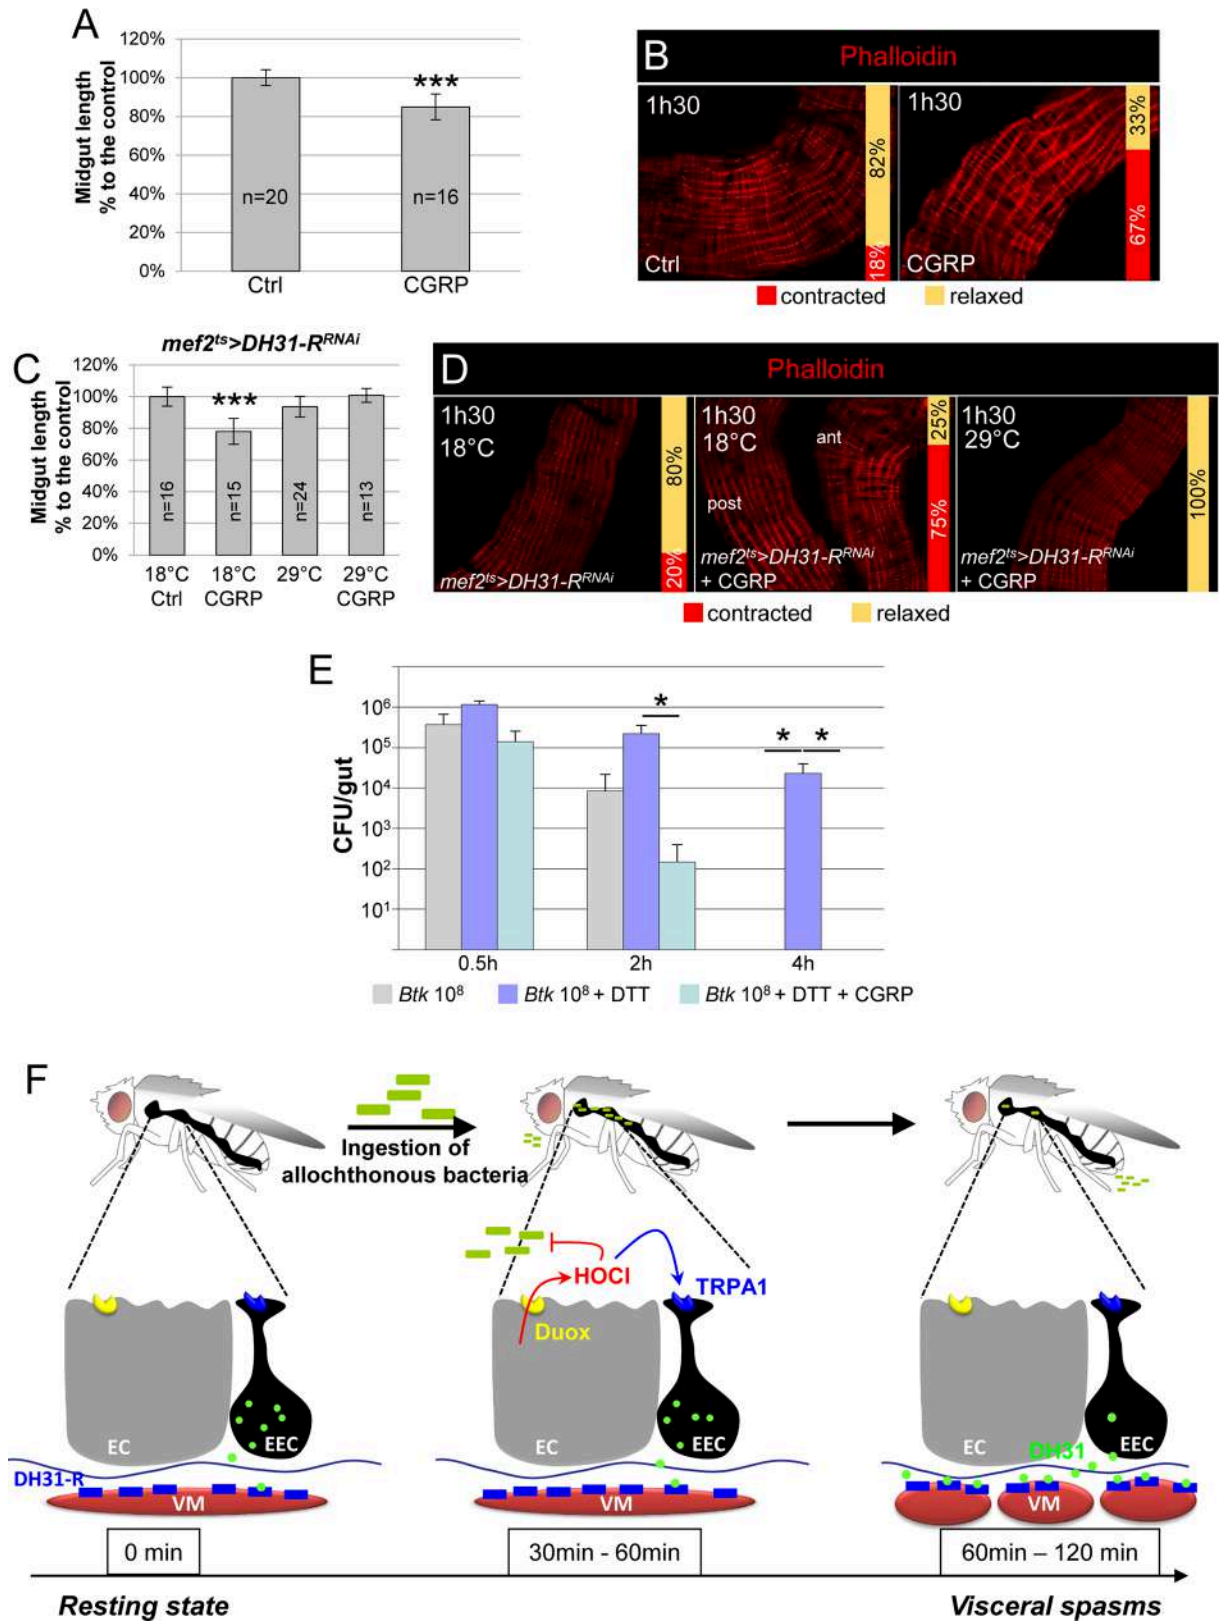 A
120%
100%
80%
60%
40%
20%
0%
Midgut length
% to the control
***
n=20
n=16
Ctrl
CGRP
B
Phalloidin
1h30
82%
18%
Ctrl
1h30
33%
67%
CGRP
contracted
relaxed
C
mef2ts>DH31-RRNAi
120%
100%
80%
60%
40%
20%
0%
Midgut length
% to the control
***
n=16
n=15
n=24
n=13
18°C
Ctrl
18°C
CGRP
29°C
29°C
CGRP
D
Phalloidin
1h30
18°C
80%
20%
mef2ts>DH31-RRNAi
1h30
18°C
ant
post
25%
75%
mef2ts>DH31-RRNAi
+ CGRP
1h30
29°C
100%
mef2ts>DH31-RRNAi
+ CGRP
contracted
relaxed
E
CFU/gut
10⁶
10⁵
10⁴
10³
10²
10¹
*
* *
0.5h
2h
4h
Btk 10⁸
Btk 10⁸ + DTT
Btk 10⁸ + DTT + CGRP
F
Ingestion of
allochthonous bacteria
HOCl
TRPA1
Duox
EC
EEC
DH31-R
VM
EC
EEC
VM
EC
EEC
DH31
VM
0 min
30min - 60min
60min – 120 min
Resting state
Visceral spasms